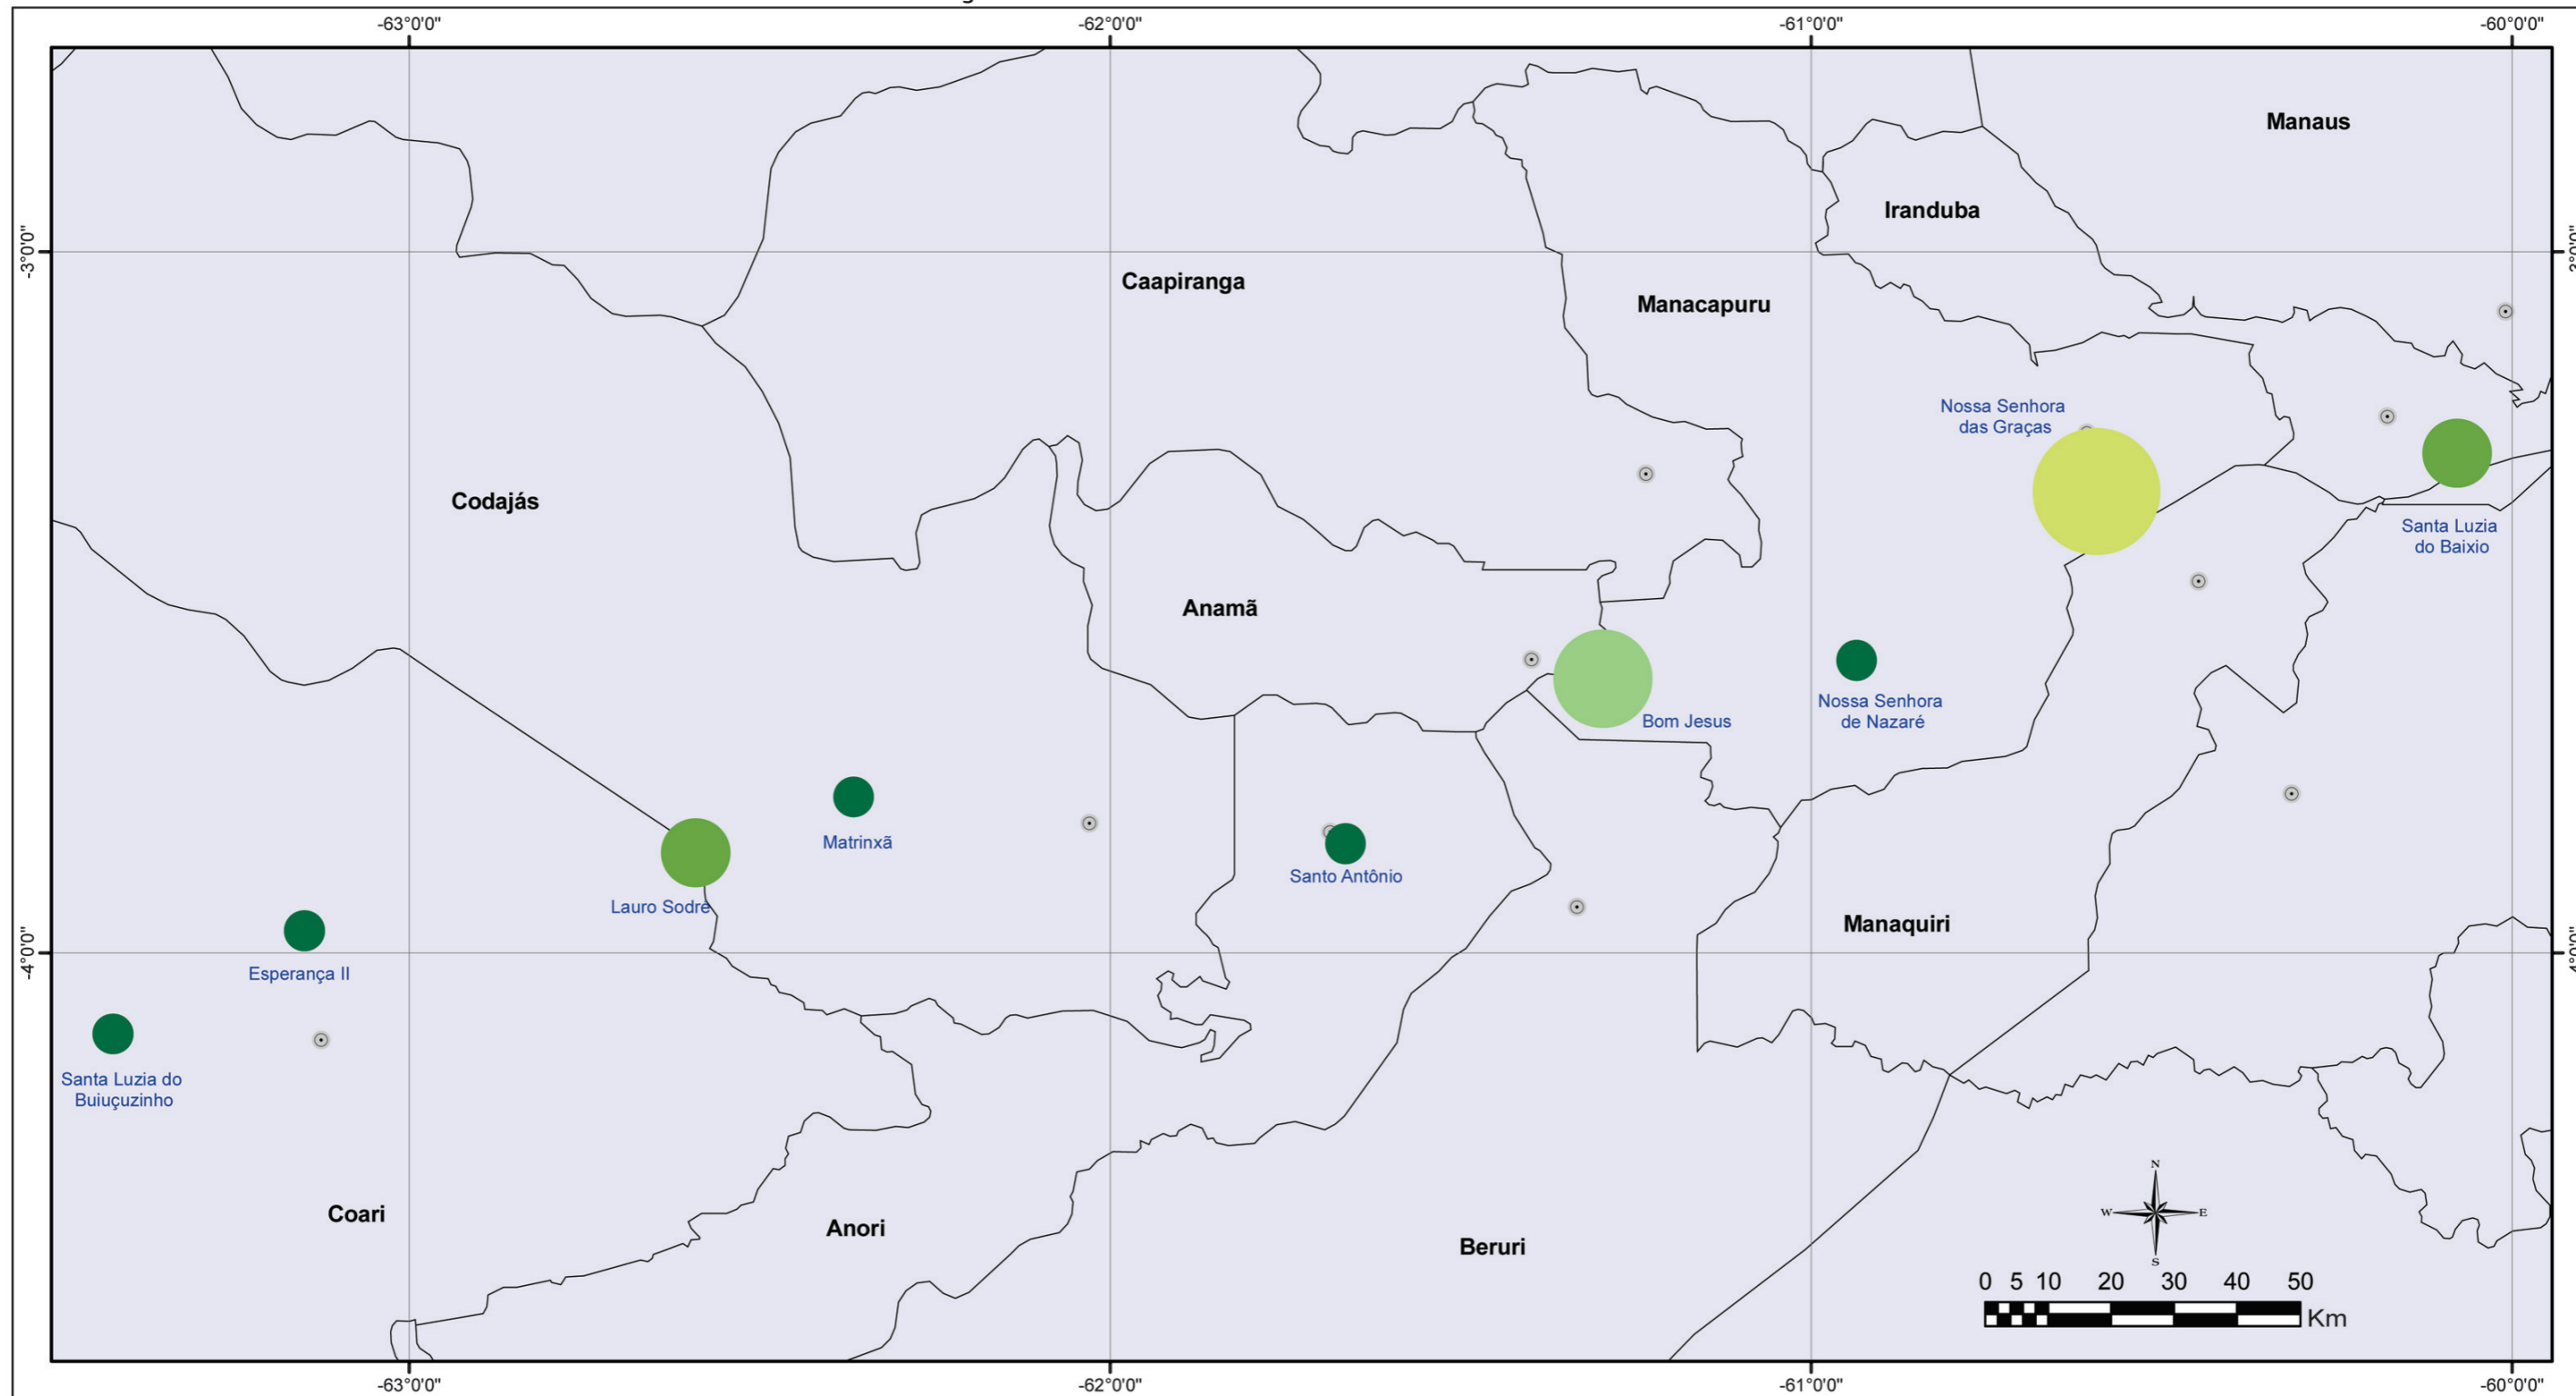 -63°0'0"
-62°0'0"
-61°0'0"
-60°0'0"
Manaus
Iranduba
-3°0'0"
Caapiranga
Manacapuru
Nossa Senhora
das Graças
Codajás
Santa Luzia
do Baixio
Anamã
Nossa Senhora
de Nazaré
Bom Jesus
Matrinxã
Santo Antônio
Lauro Sodré
Manaquiri
-4°0'0"
Esperança II
Santa Luzia do
Buiuçuzinho
N
W
E
S
Coari
Anori
Beruri
0 5 10 20 30 40 50
Km
-63°0'0"
-62°0'0"
-61°0'0"
-60°0'0"